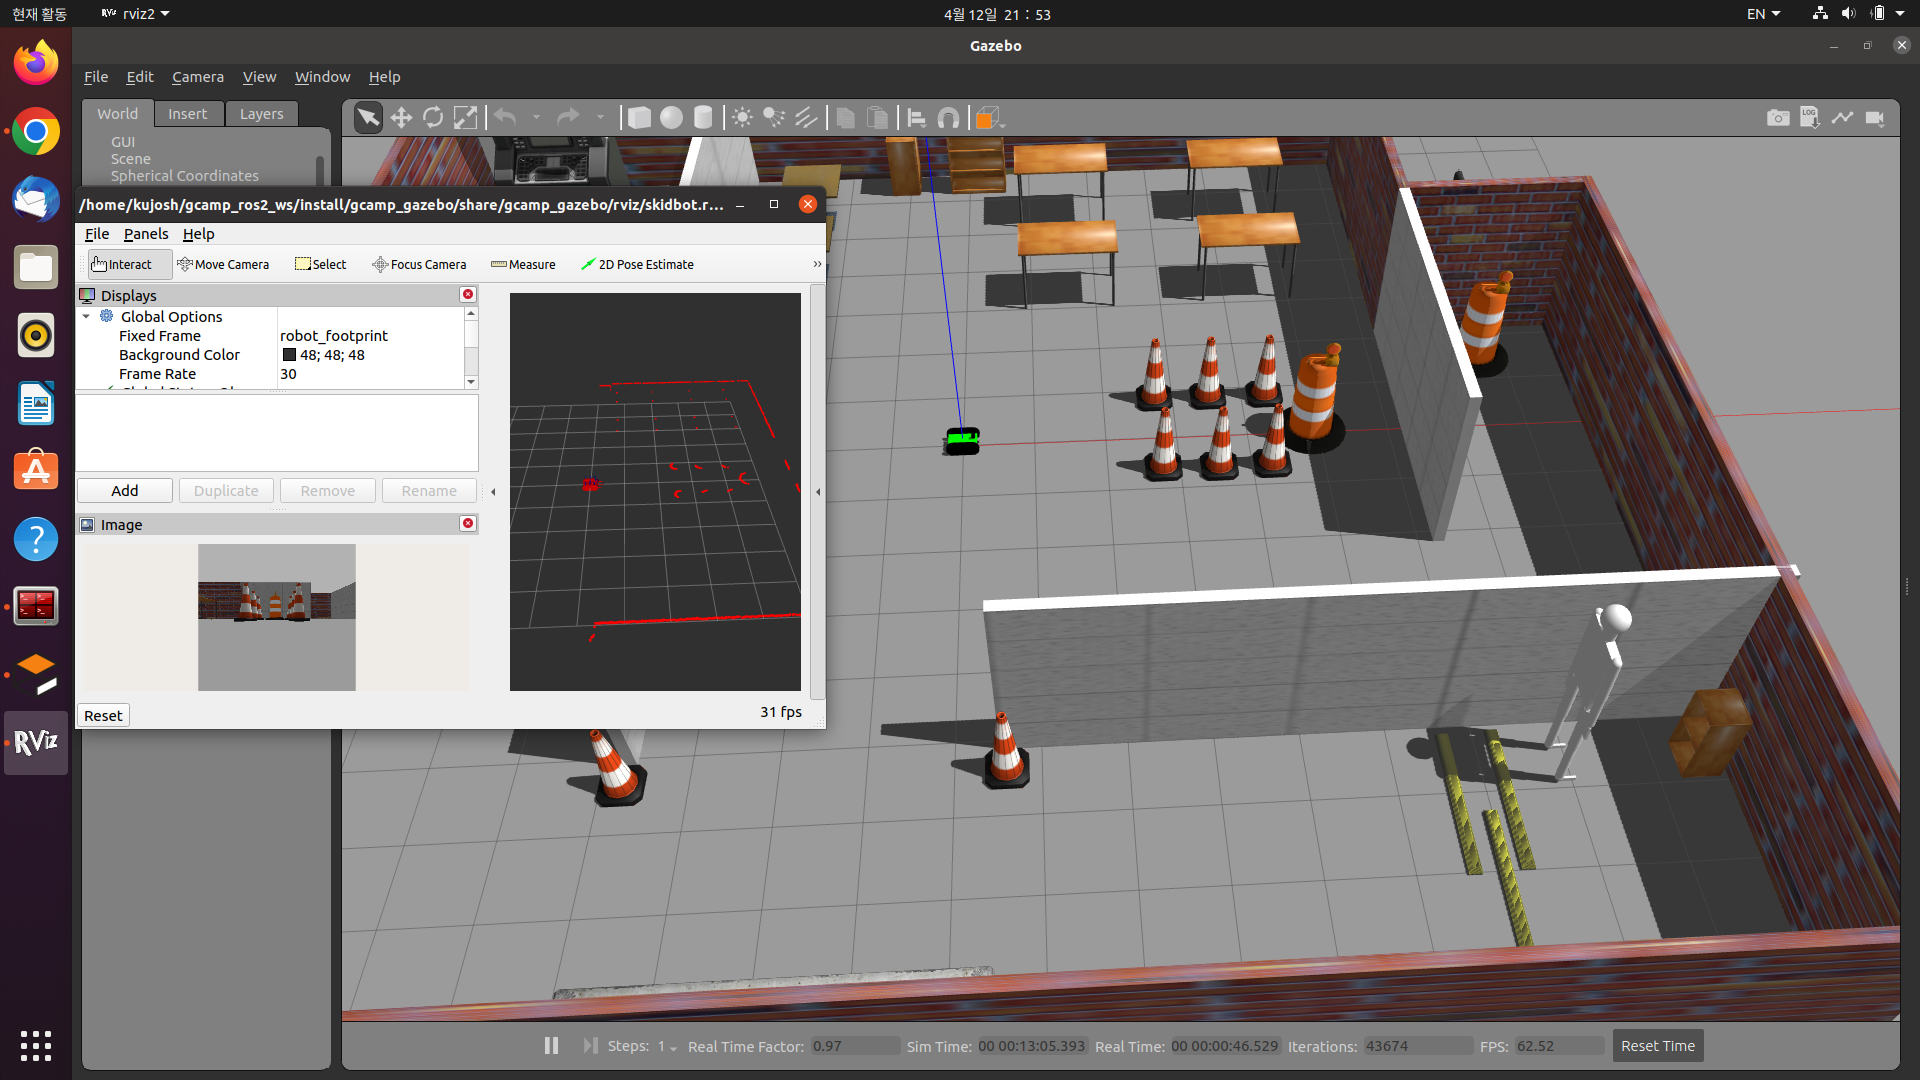 현재 활동
RViz rviz2
4월 12일 21 : 53
EN
Gazebo
File Edit Camera View Window Help
World Insert Layers
GUI
Scene
Spherical Coordinates
LOG
/home/kujosh/gcamp_ros2_ws/install/gcamp_gazebo/share/gcamp_gazebo/rviz/skidbot.r...
File Panels Help
Interact Move Camera Select Focus Camera Measure 2D Pose Estimate »
Displays
Global Options
Fixed Frame robot_footprint
Background Color 48; 48; 48
Frame Rate 30
Add Duplicate Remove Rename
Image
Reset
31 fps
RViz
Steps: 1 Real Time Factor: 0.97 Sim Time: 00 00:13:05.393 Real Time: 00 00:00:46.529 Iterations: 43674 FPS: 62.52 Reset Time